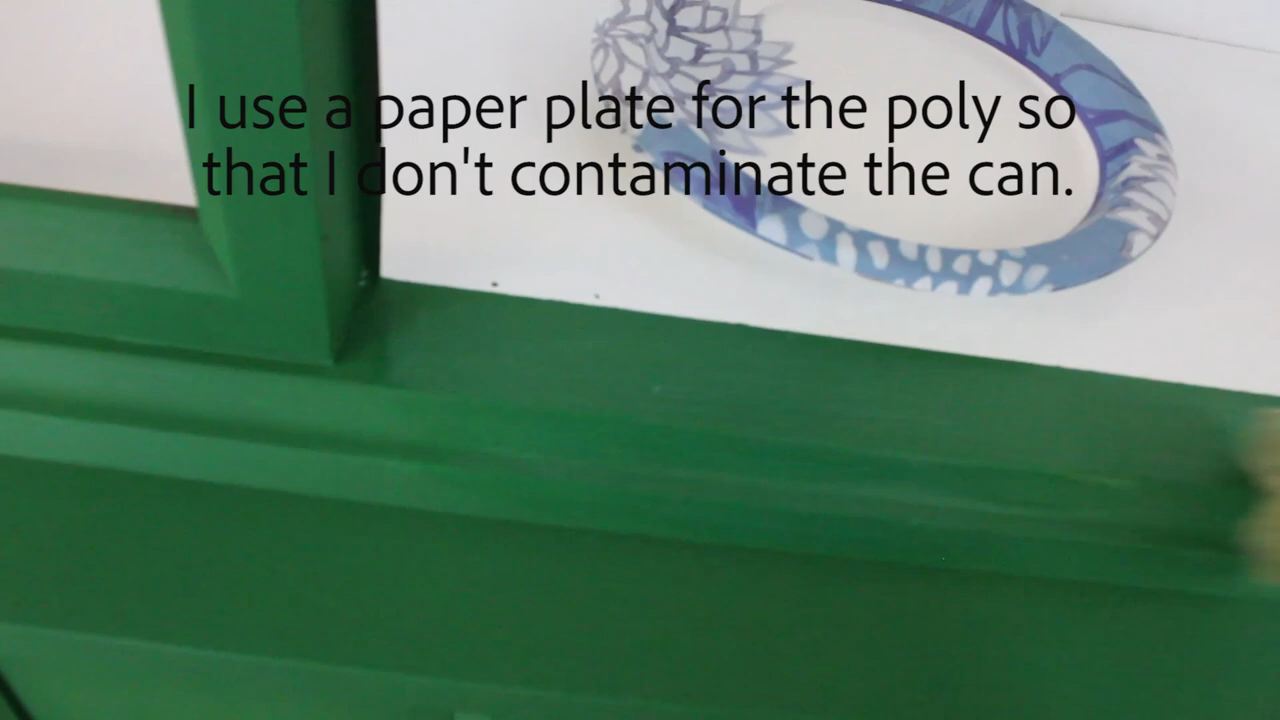 I use a paper plate for the poly so
that I don't contaminate the can.